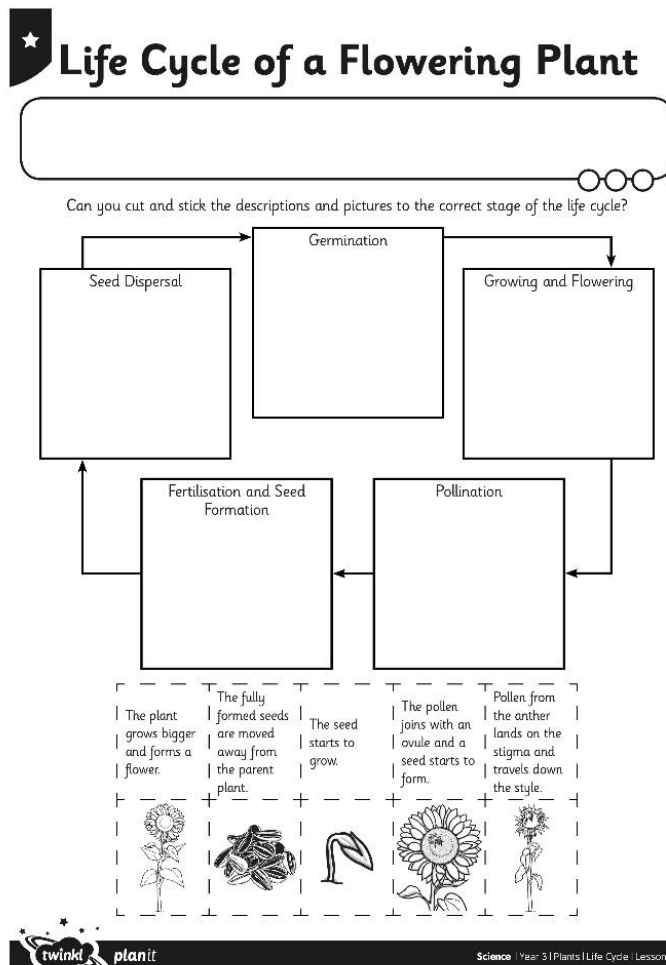 Life Cycle of a Flowering Plant
Can you cut and stick the descriptions and pictures to the correct stage of the life cycle?
Germination
Seed Dispersal
Growing and Flowering
Fertilisation and Seed
Formation
Pollination
The plant
grows bigger
and forms a
flower.
The fully
formed seeds
are moved
away from
the parent
plant.
The seed
starts to
grow.
The pollen
joins with an
ovule and a
seed starts to
form.
Pollen from
the anther
lands on the
stigma and
travels down
the style.
twinkl planit
Science | Year 3 | Plants | Life Cycle | Lesson